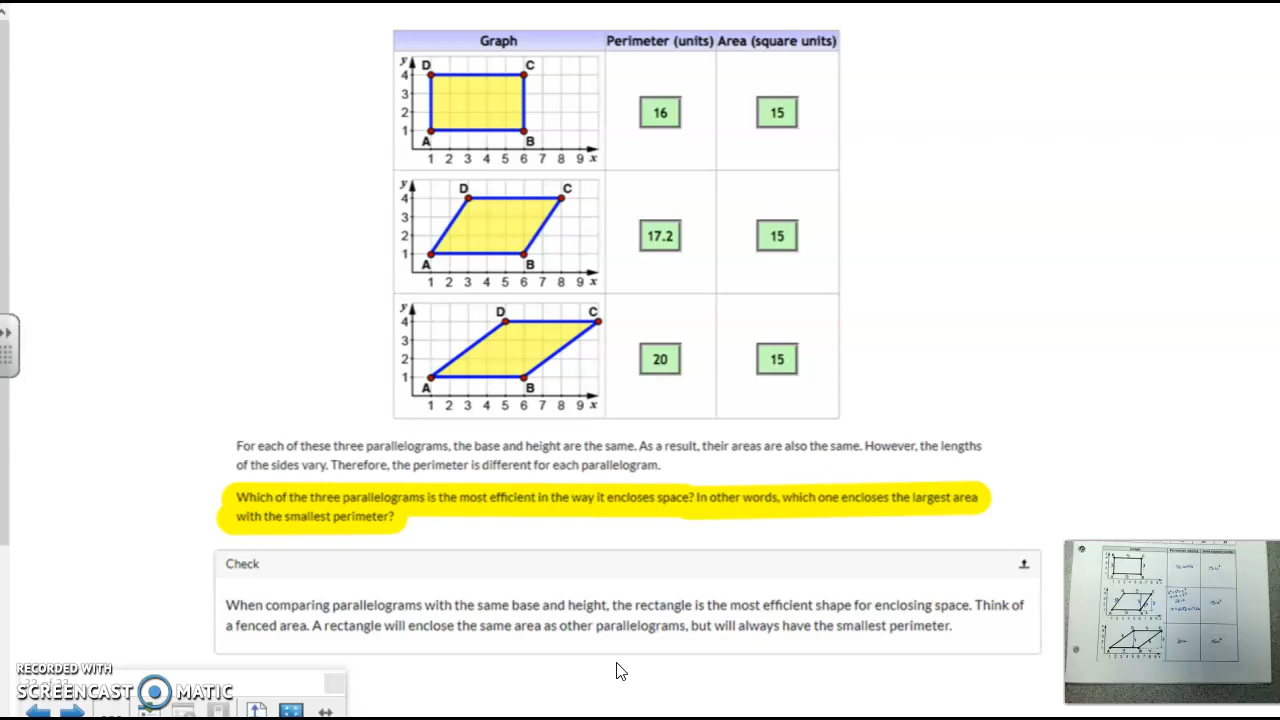 Graph Perimeter (units) Area (square units)
y D C
4
3
2
1
A B
1 2 3 4 5 6 7 8 9 x
16 15
y D C
4
3
2
1
A B
1 2 3 4 5 6 7 8 9 x
17.2 15
y D C
4
3
2
1
A B
1 2 3 4 5 6 7 8 9 x
20 15
For each of these three parallelograms, the base and height are the same. As a result, their areas are also the same. However, the lengths
of the sides vary. Therefore, the perimeter is different for each parallelogram.
Which of the three parallelograms is the most efficient in the way it encloses space? In other words, which one encloses the largest area
with the smallest perimeter?
Check
When comparing parallelograms with the same base and height, the rectangle is the most efficient shape for enclosing space. Think of
a fenced area. A rectangle will enclose the same area as other parallelograms, but will always have the smallest perimeter.
RECORDED WITH
SCREENCAST MATIC